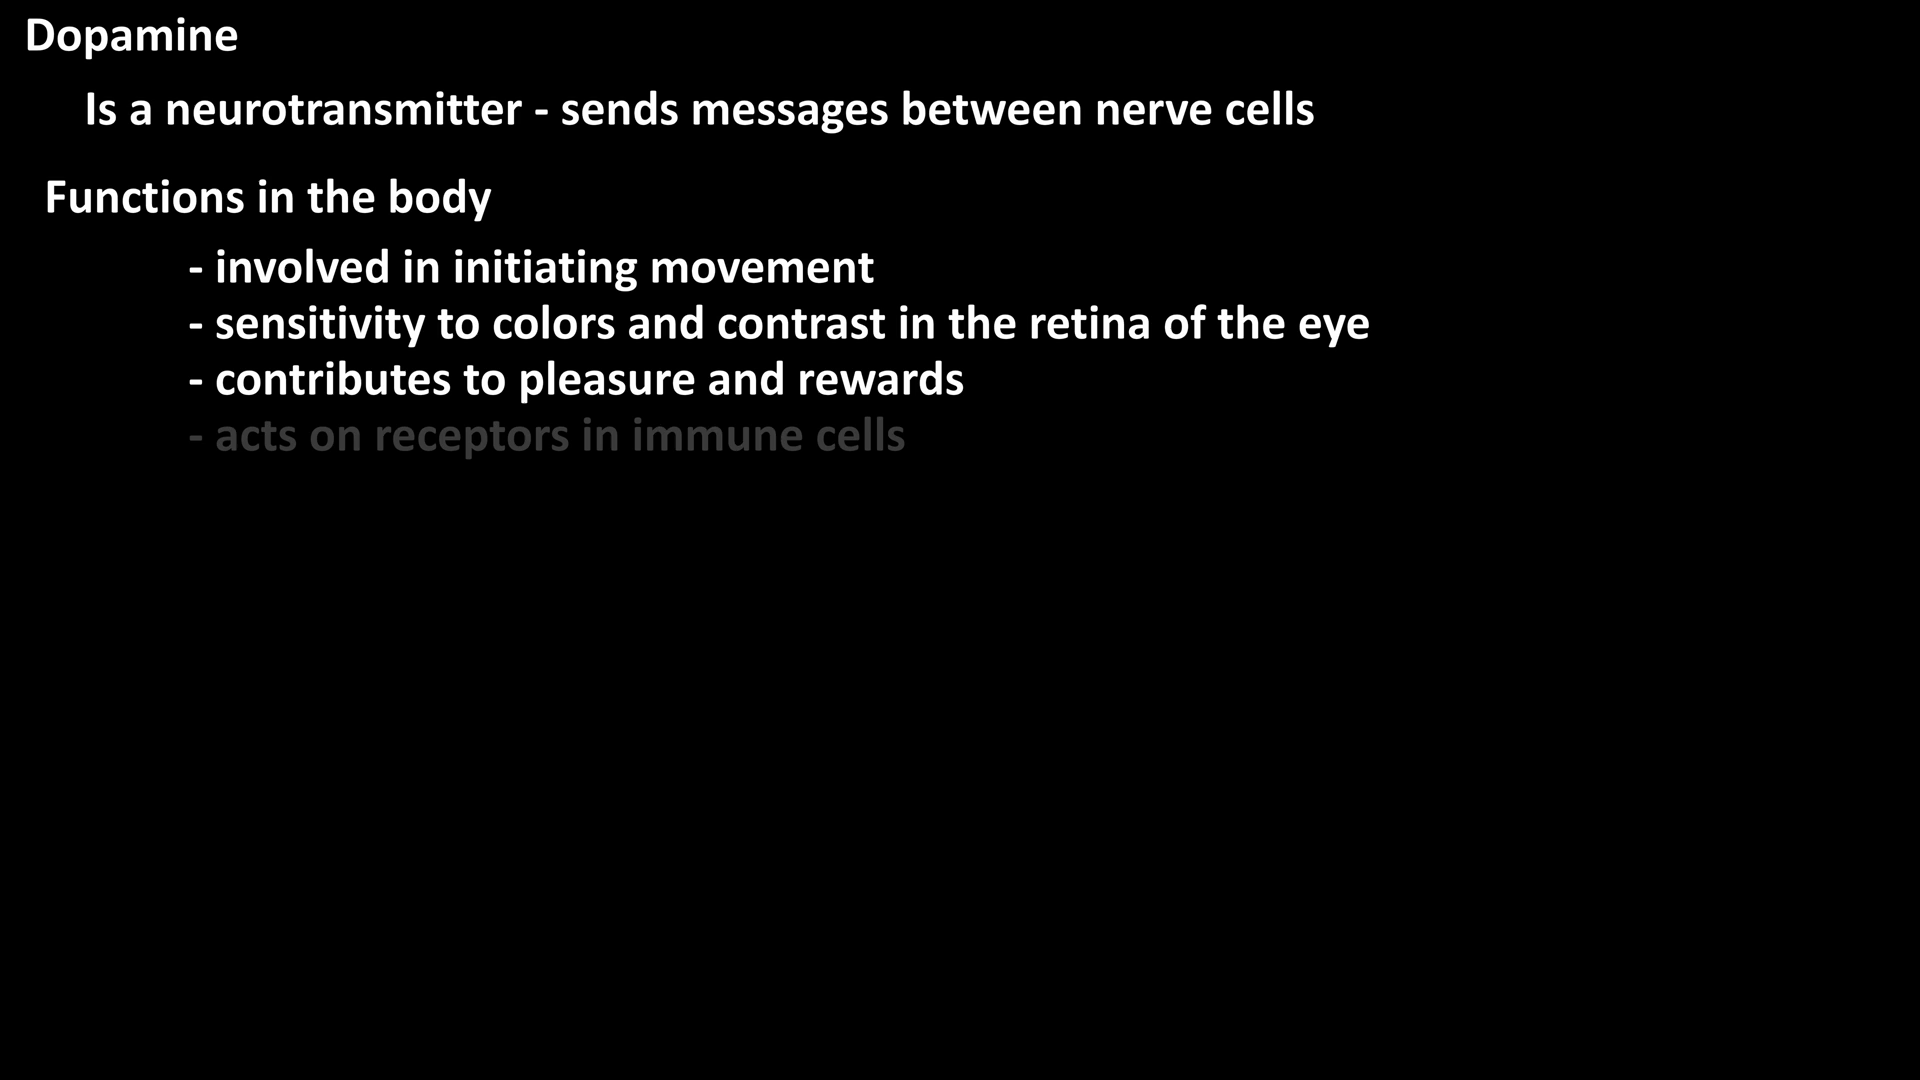 Dopamine
Is a neurotransmitter - sends messages between nerve cells
Functions in the body
- involved in initiating movement
- sensitivity to colors and contrast in the retina of the eye
- contributes to pleasure and rewards
- acts on receptors in immune cells